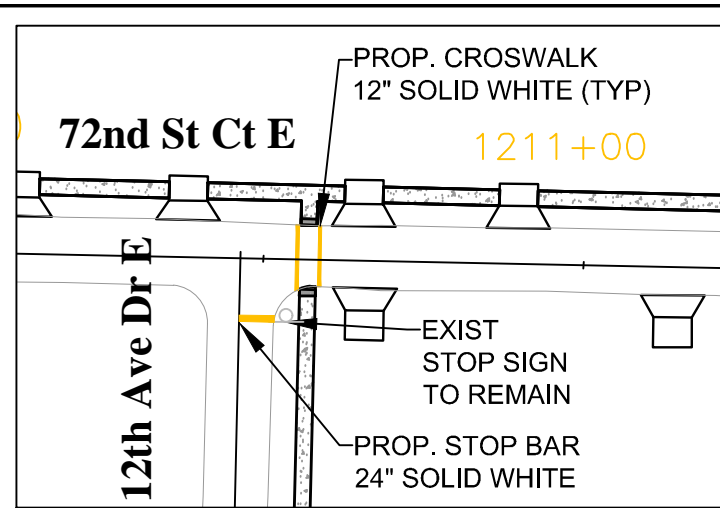 PROP. CROSWALK
12" SOLID WHITE (TYP)
72nd St Ct E
1211+00
12th Ave Dr E
EXIST
STOP SIGN
TO REMAIN
PROP. STOP BAR
24" SOLID WHITE